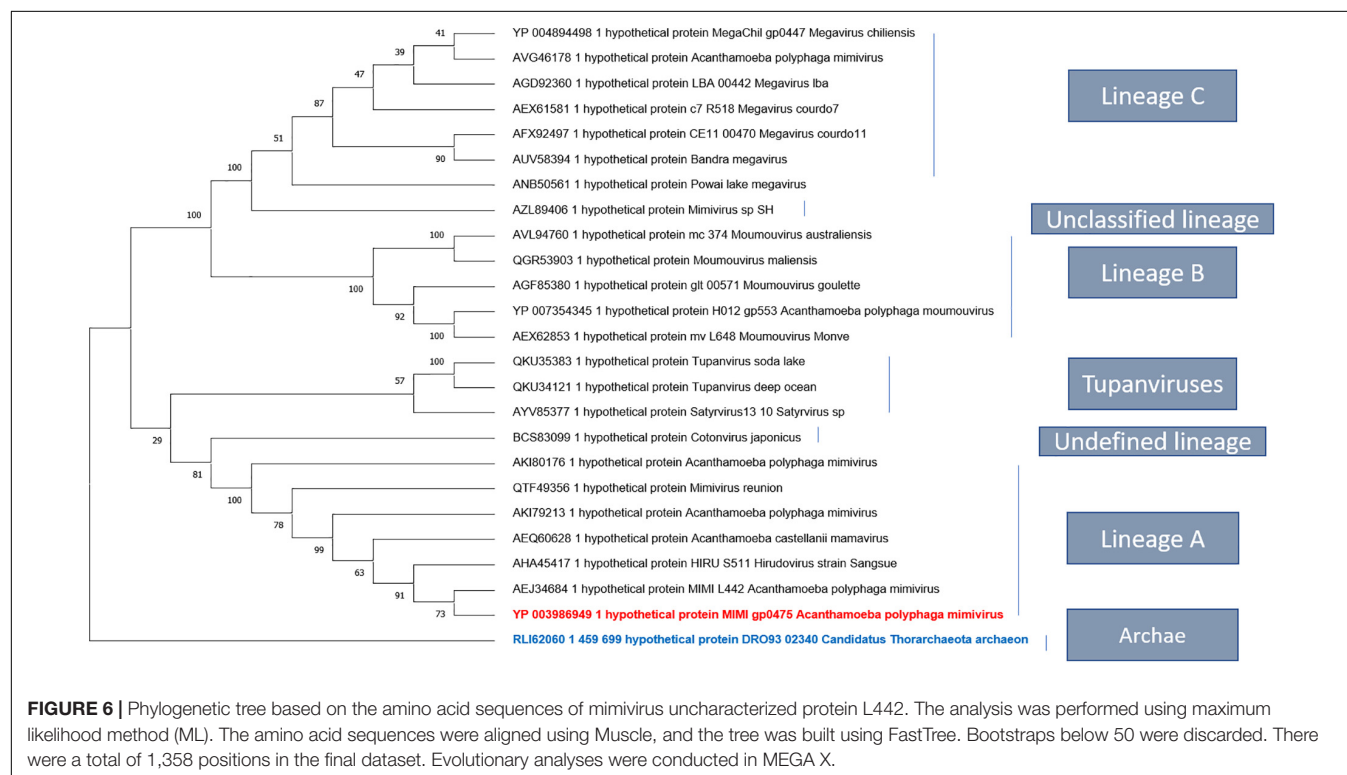 41
YP 004894498 1 hypothetical protein MegaChil gp0447 Megavirus chiliensis
39
AVG46178 1 hypothetical protein Acanthamoeba polyphaga mimivirus
47
AGD92360 1 hypothetical protein LBA 00442 Megavirus lba
Lineage C
87
AEX61581 1 hypothetical protein c7 R518 Megavirus courdo7
51
AFX92497 1 hypothetical protein CE11 00470 Megavirus courdo11
90
AUV58394 1 hypothetical protein Bandra megavirus
100
ANB50561 1 hypothetical protein Powai lake megavirus
100
AZL89406 1 hypothetical protein Mimivirus sp SH
Unclassified lineage
100
AVL94760 1 hypothetical protein mc 374 Moumouvirus australiensis
QGR53903 1 hypothetical protein Moumouvirus maliensis
Lineage B
100
AGF85380 1 hypothetical protein glt 00571 Moumouvirus goulette
92
YP 007354345 1 hypothetical protein H012 gp553 Acanthamoeba polyphaga moumouvirus
100
AEX62853 1 hypothetical protein mv L648 Moumouvirus Monve
100
QKU35383 1 hypothetical protein Tupanvirus soda lake
57
QKU34121 1 hypothetical protein Tupanvirus deep ocean
Tupanviruses
AYV85377 1 hypothetical protein Satyrvirus13 10 Satyrvirus sp
29
BCS83099 1 hypothetical protein Cotonvirus japonicus
Undefined lineage
81
AKI80176 1 hypothetical protein Acanthamoeba polyphaga mimivirus
100
QTF49356 1 hypothetical protein Mimivirus reunion
78
AKI79213 1 hypothetical protein Acanthamoeba polyphaga mimivirus
99
AEQ60628 1 hypothetical protein Acanthamoeba castellanii mamavirus
Lineage A
63
AHA45417 1 hypothetical protein HIRU S511 Hirudovirus strain Sangsue
91
AEJ34684 1 hypothetical protein MIMI L442 Acanthamoeba polyphaga mimivirus
73
YP 003986949 1 hypothetical protein MIMI gp0475 Acanthamoeba polyphaga mimivirus
RLI62060 1 459 699 hypothetical protein DRO93 02340 Candidatus Thorarchaeota archaeon
Archae
FIGURE 6 | Phylogenetic tree based on the amino acid sequences of mimivirus uncharacterized protein L442. The analysis was performed using maximum
likelihood method (ML). The amino acid sequences were aligned using Muscle, and the tree was built using FastTree. Bootstraps below 50 were discarded. There
were a total of 1,358 positions in the final dataset. Evolutionary analyses were conducted in MEGA X.